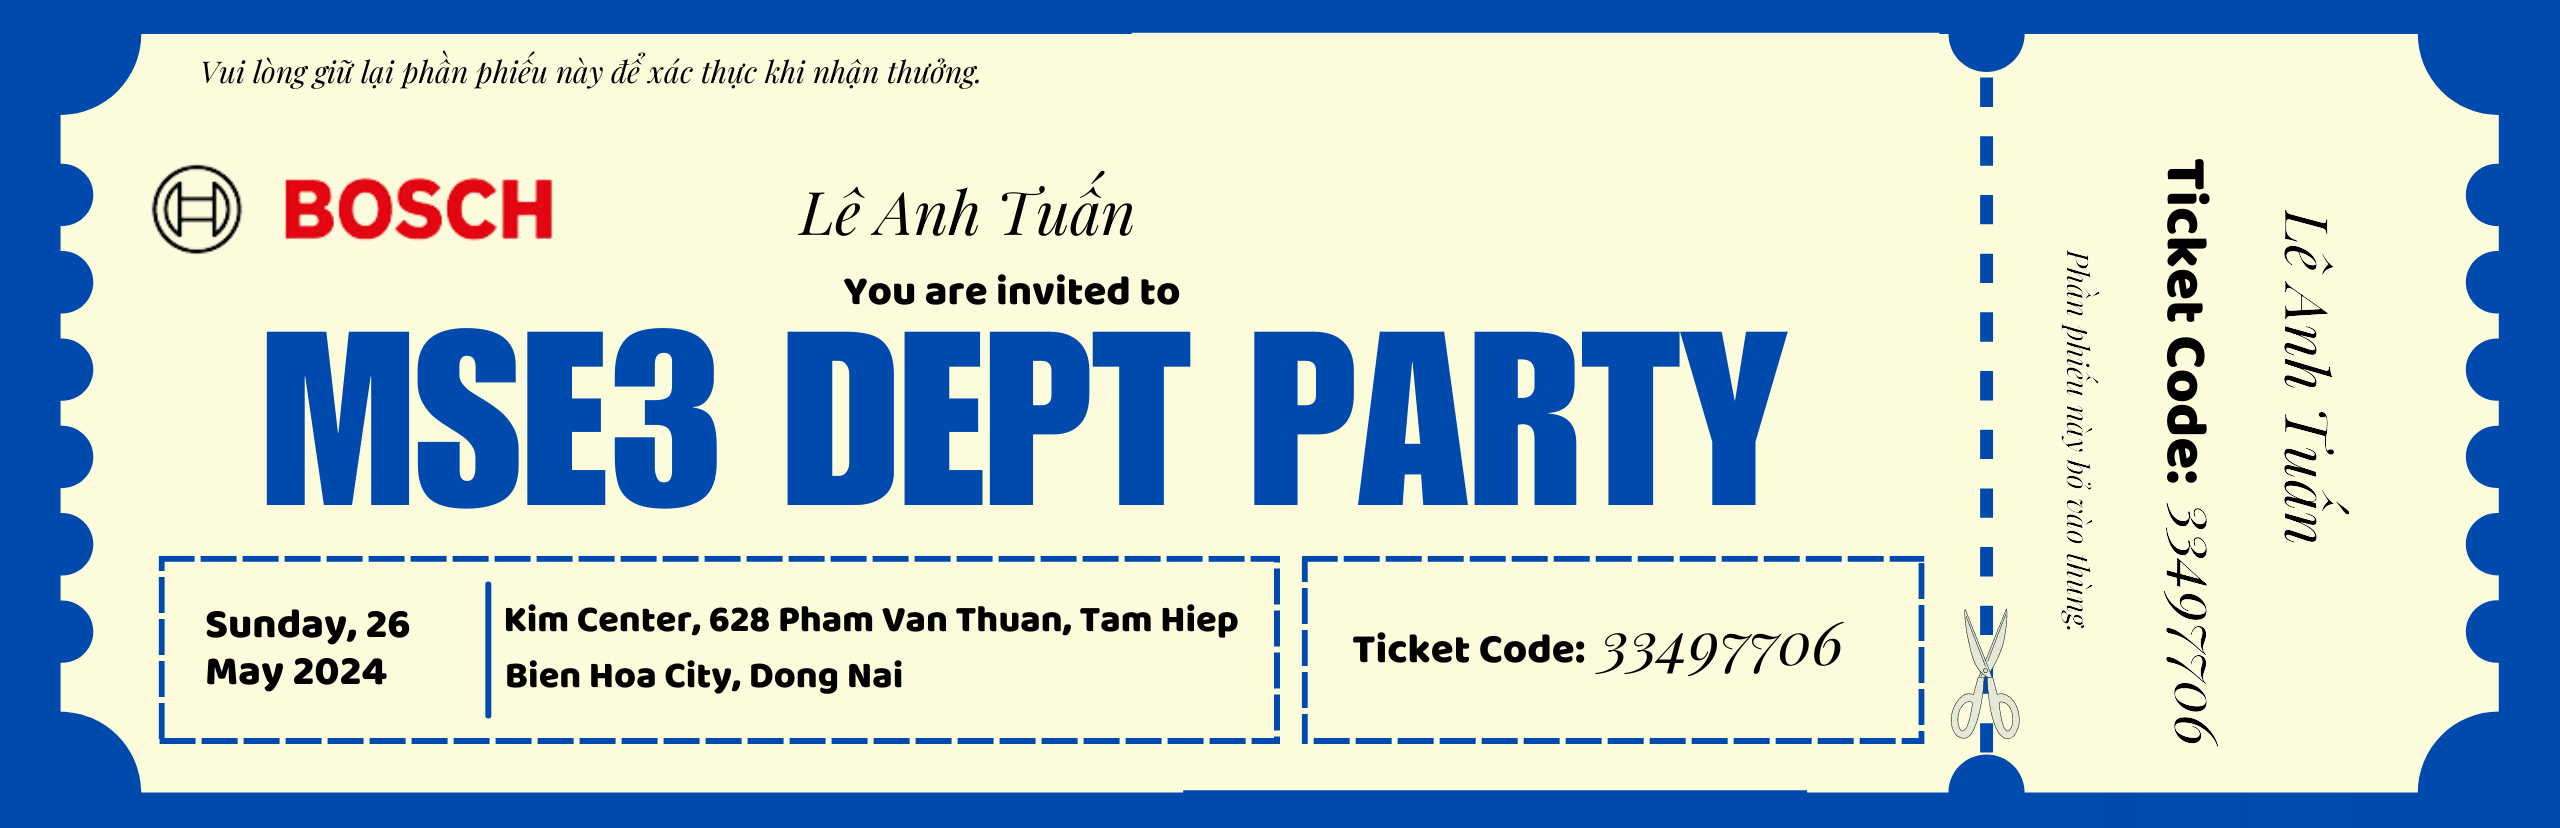 Vui lòng giữ lại phần phiếu này để xác thực khi nhận thưởng.
BOSCH
Lê Anh Tuấn
You are invited to
MSE3 DEPT PARTY
Sunday, 26
May 2024
Kim Center, 628 Pham Van Thuan, Tam Hiep
Bien Hoa City, Dong Nai
Ticket Code: 33497706
Lê Anh Tuấn
Ticket Code: 33497706
Phần phiếu này bỏ vào thùng.